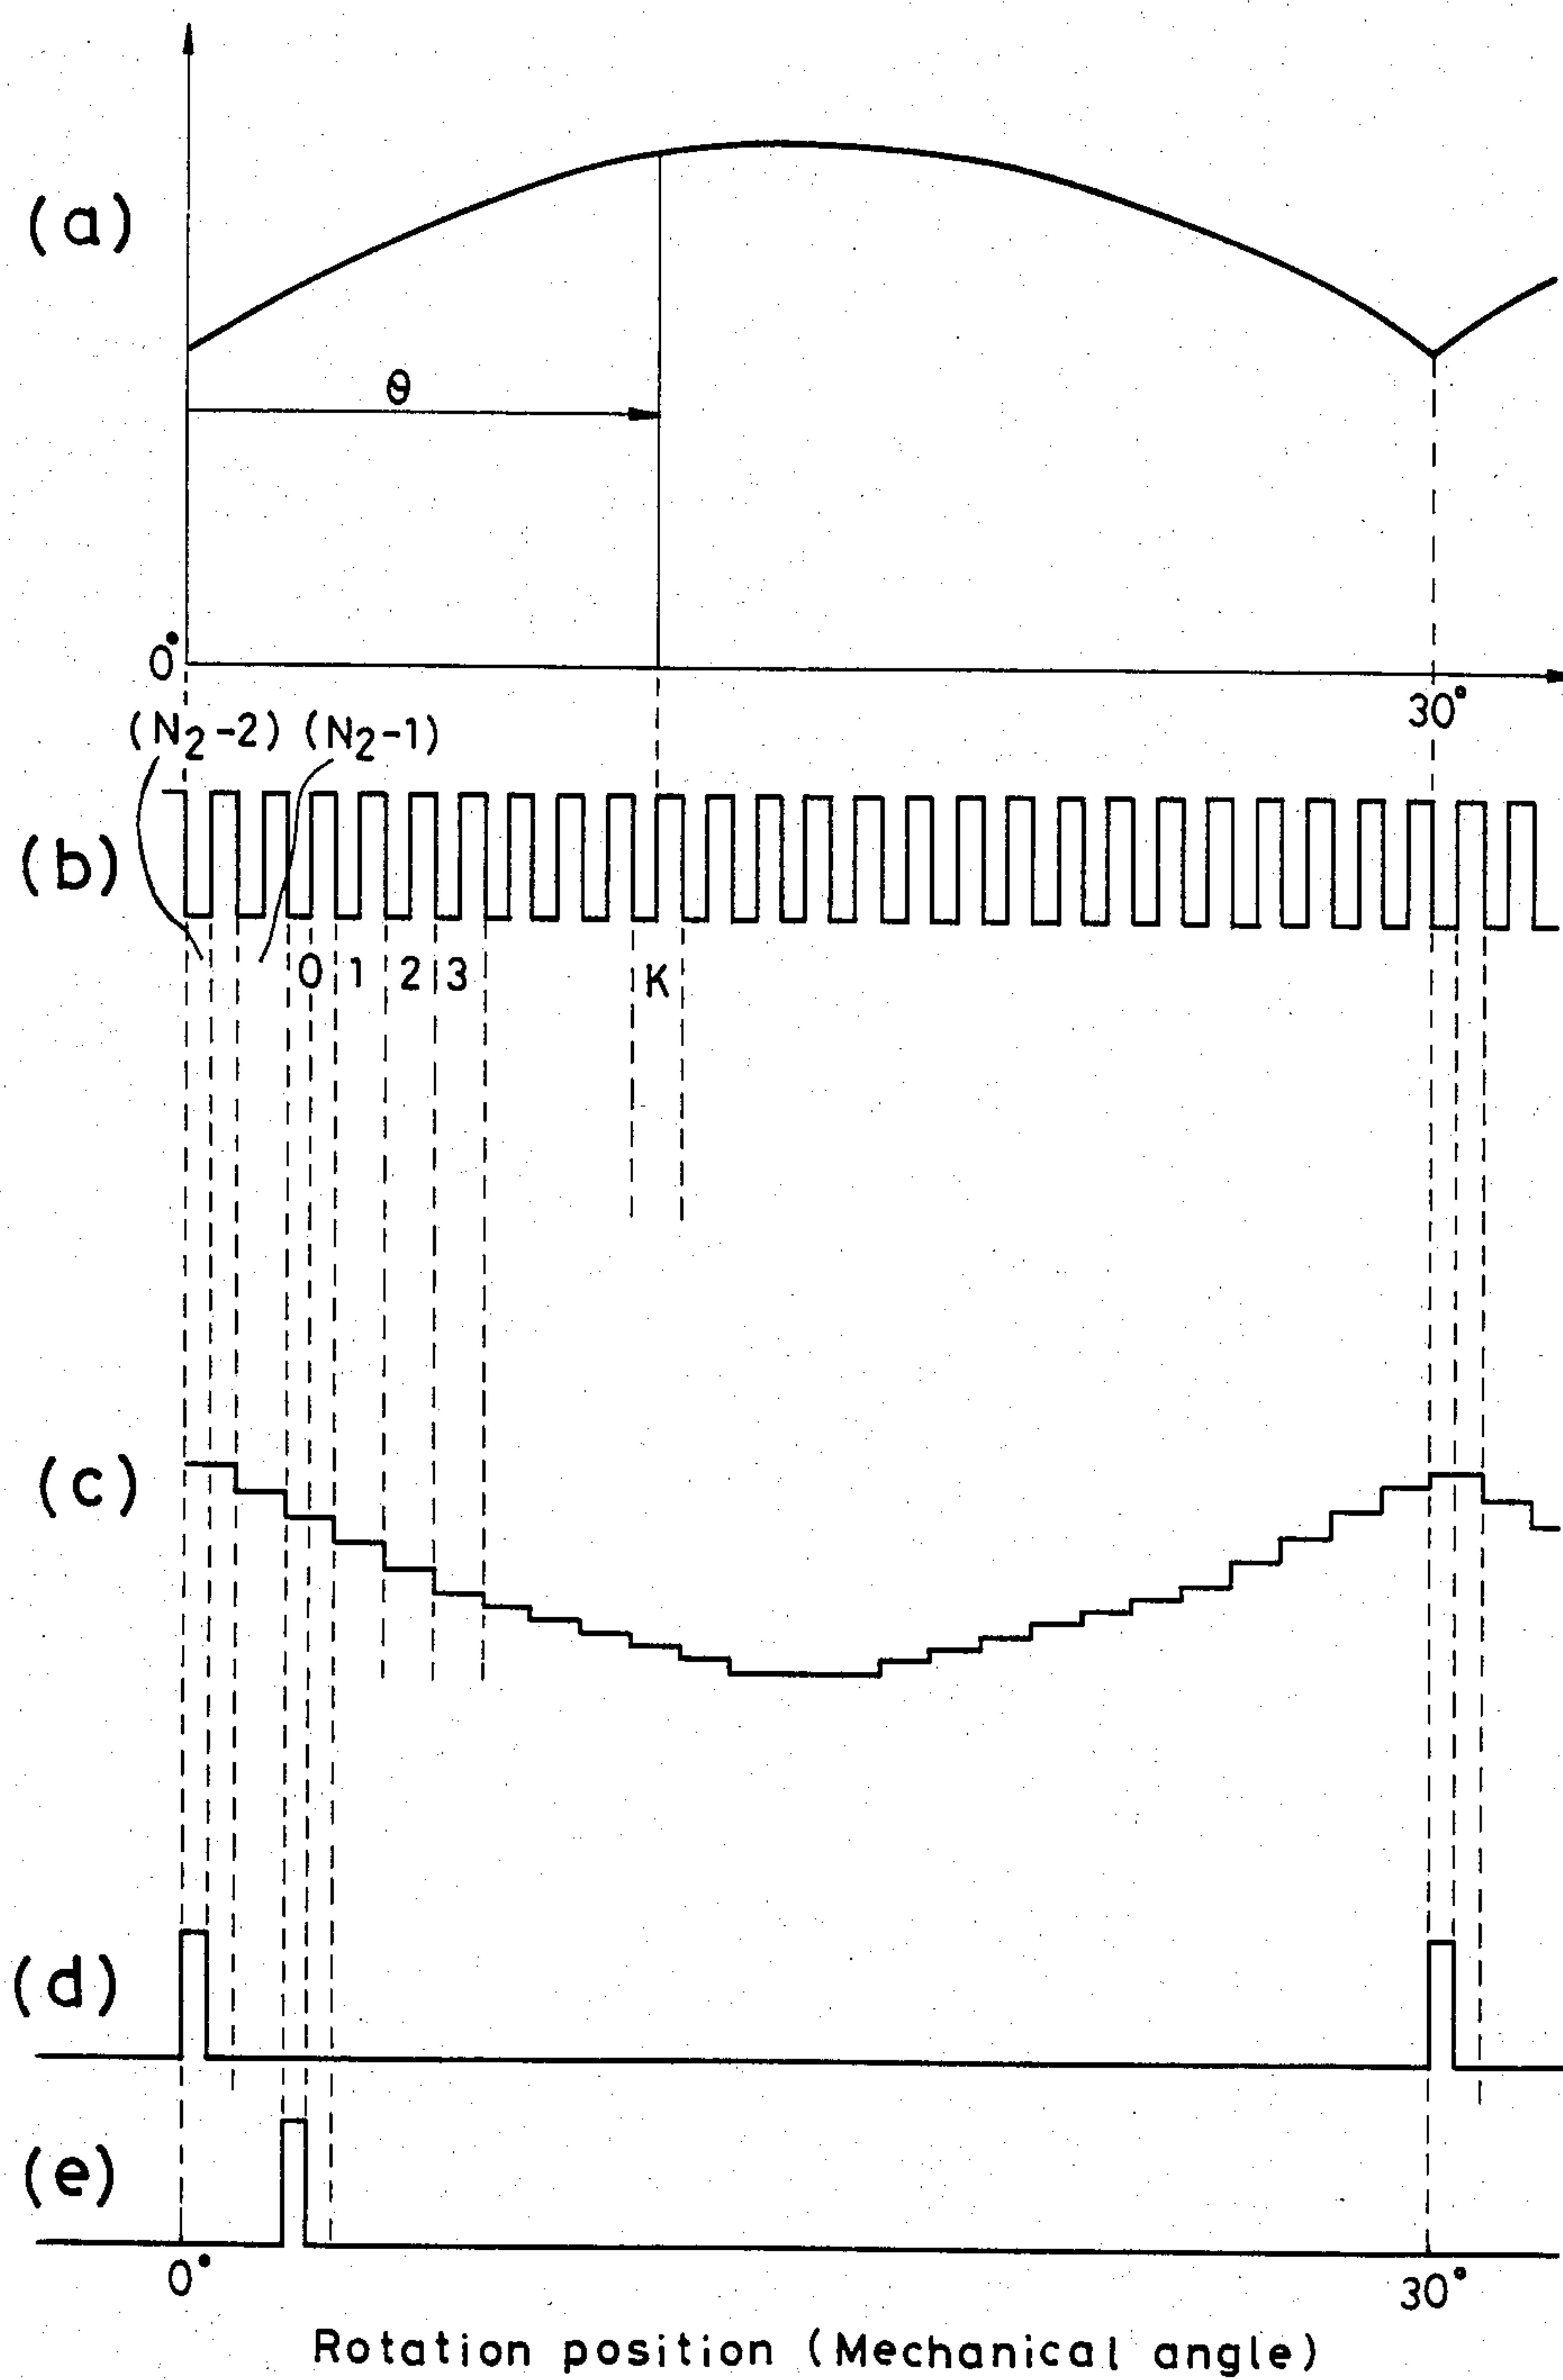 (a)
θ
0°
30°
(N₂-2) (N₂-1)
(b)
0 1 2 3 K
(c)
(d)
(e)
0° 30°
Rotation position (Mechanical angle)